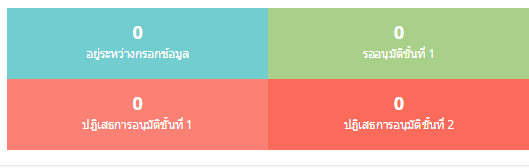 0
อยู่ระหว่างกรอกข้อมูล
0
รออนุมัติขั้นที่ 1
0
ปฏิเสธการอนุมัติขั้นที่ 1
0
ปฏิเสธการอนุมัติขั้นที่ 2